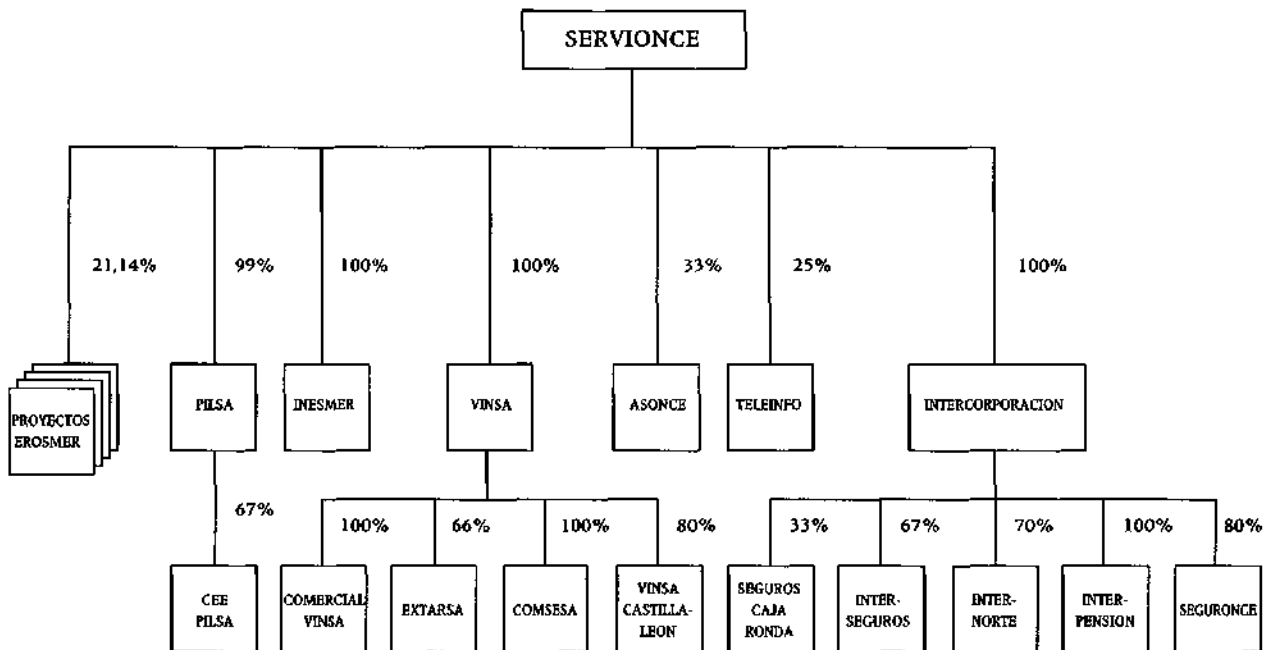 SERVIONCE
21,14%
99%
100%
100%
33%
25%
100%
PROYECTOS
EROSMER
PILSA
INESMER
VINSA
ASONCE
TELEINFO
INTERCORPORACION
67%
100%
66%
100%
80%
33%
67%
70%
100%
80%
CEE
PILSA
COMERCIAL
VINSA
EXTARSA
COMSESA
VINSA
CASTILLA-
LEON
SEGUROS
CAJA
RONDA
INTER-
SEGUROS
INTER-
NORTE
INTER-
PENSION
SEGURONCE